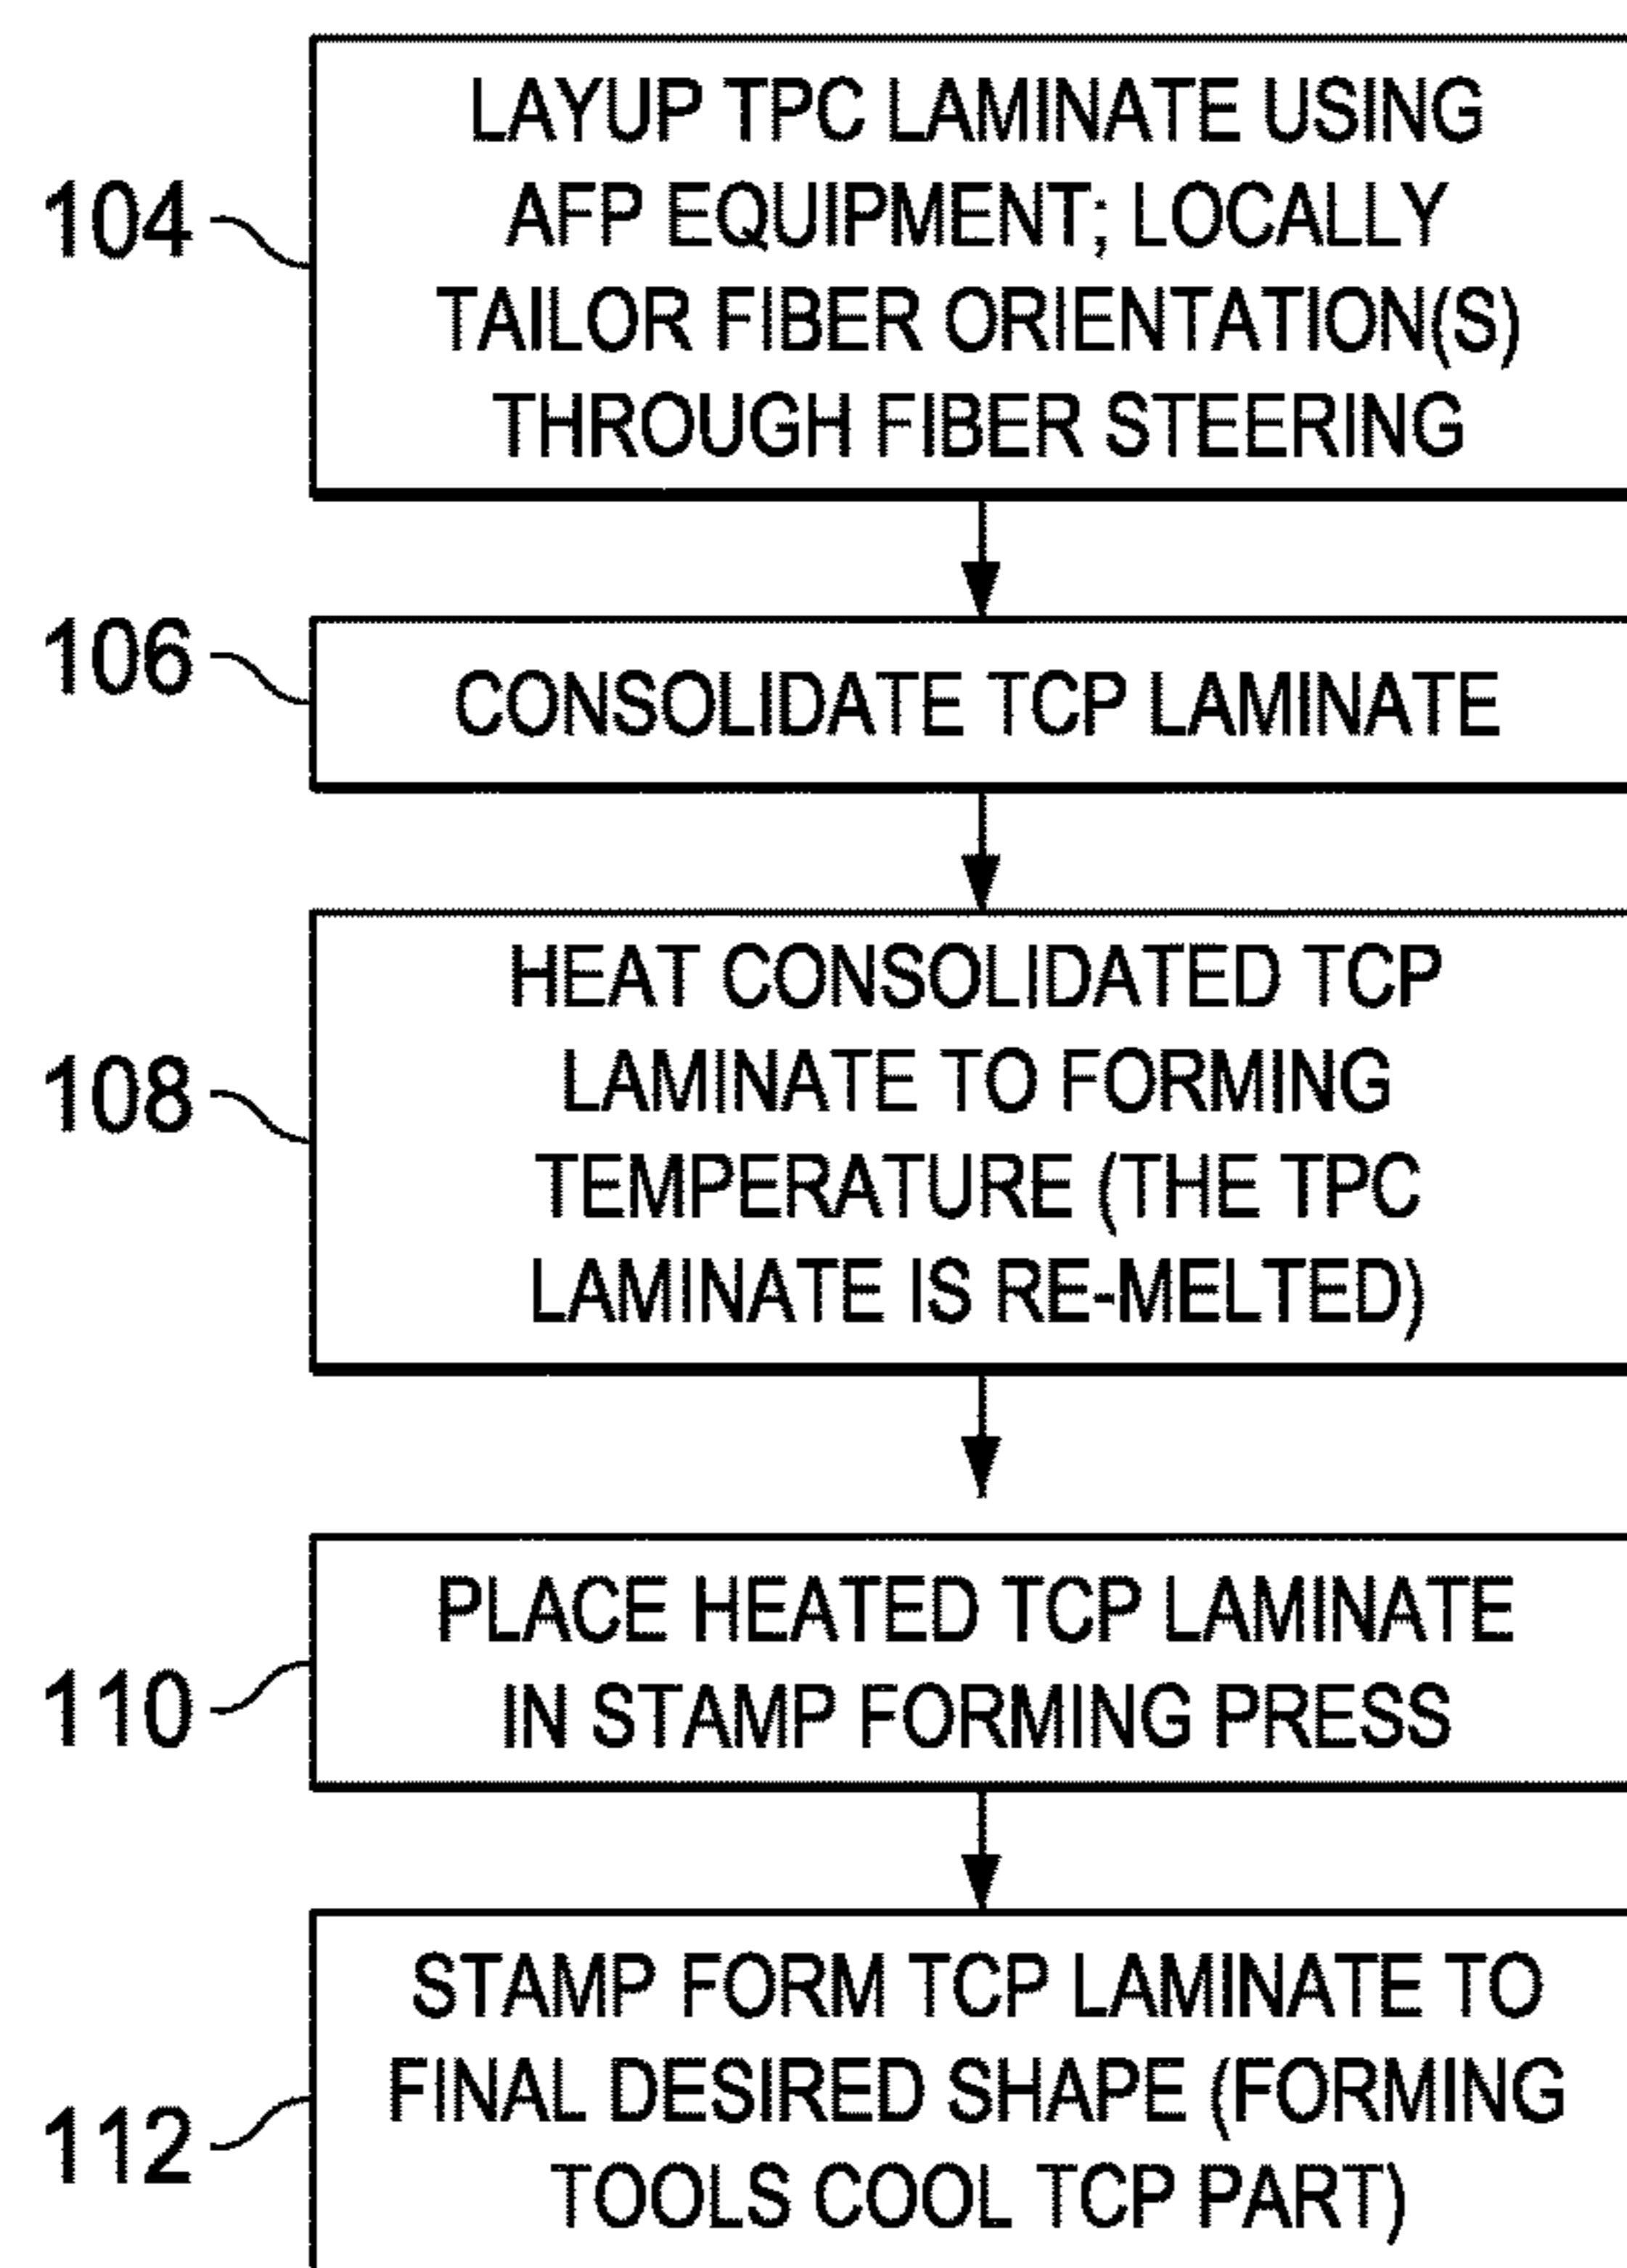 104
LAYUP TPC LAMINATE USING
AFP EQUIPMENT; LOCALLY
TAILOR FIBER ORIENTATION(S)
THROUGH FIBER STEERING
106
CONSOLIDATE TCP LAMINATE
108
HEAT CONSOLIDATED TCP
LAMINATE TO FORMING
TEMPERATURE (THE TPC
LAMINATE IS RE-MELTED)
110
PLACE HEATED TCP LAMINATE
IN STAMP FORMING PRESS
112
STAMP FORM TCP LAMINATE TO
FINAL DESIRED SHAPE (FORMING
TOOLS COOL TCP PART)